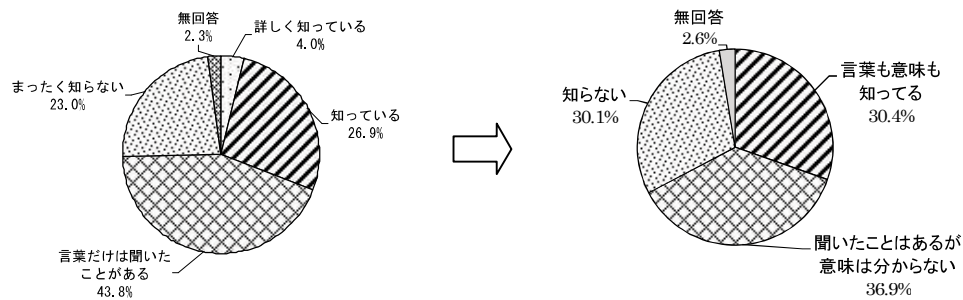 無回答
2.3%
詳しく知っている
4.0%
知っている
26.9%
言葉だけは聞いた
ことがある
43.8%
まったく知らない
23.0%
無回答
2.6%
言葉も意味も
知ってる
30.4%
聞いたことはあるが
意味は分からない
36.9%
知らない
30.1%